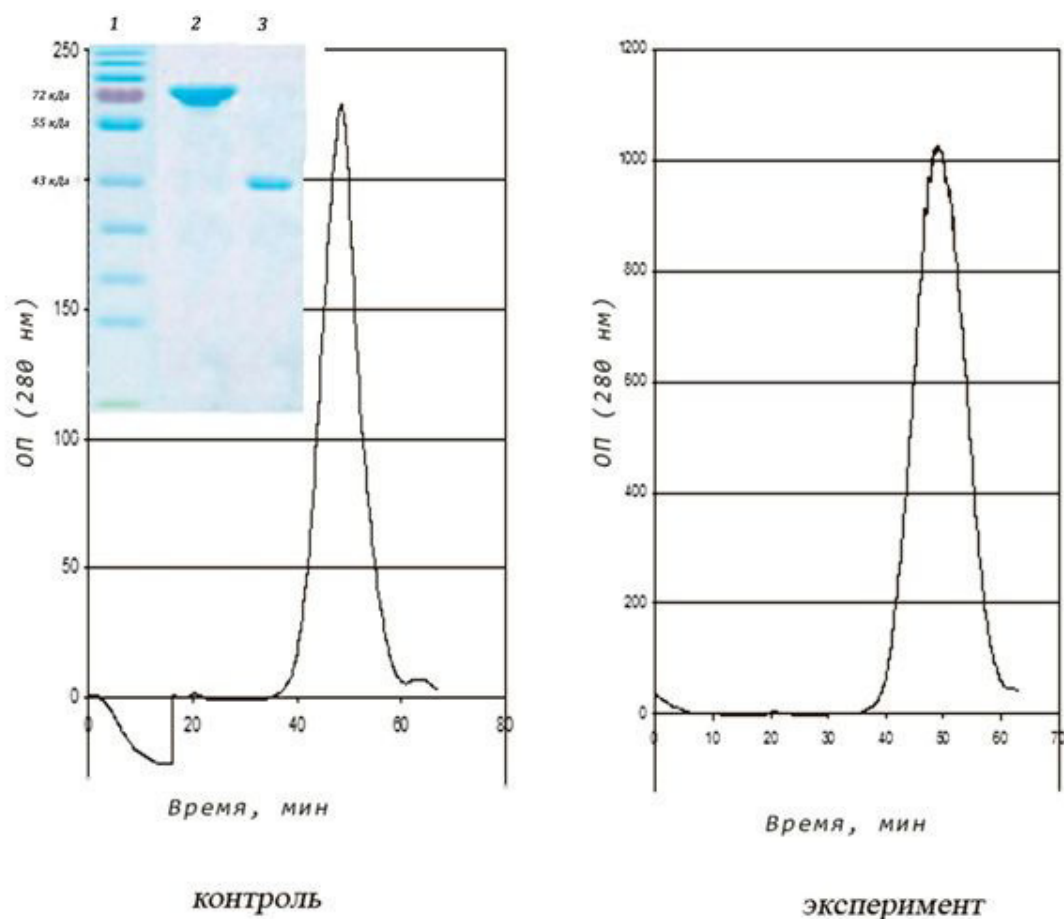 1 2 3
250
72 кДа
55 кДа
43 кДа
150
100
50
0
0 20 40 60 80
ОП (280 нм)
Время, мин
контроль
1200
1000
800
600
400
200
0
0 10 20 30 40 50 60 70
ОП (280 нм)
Время, мин
эксперимент